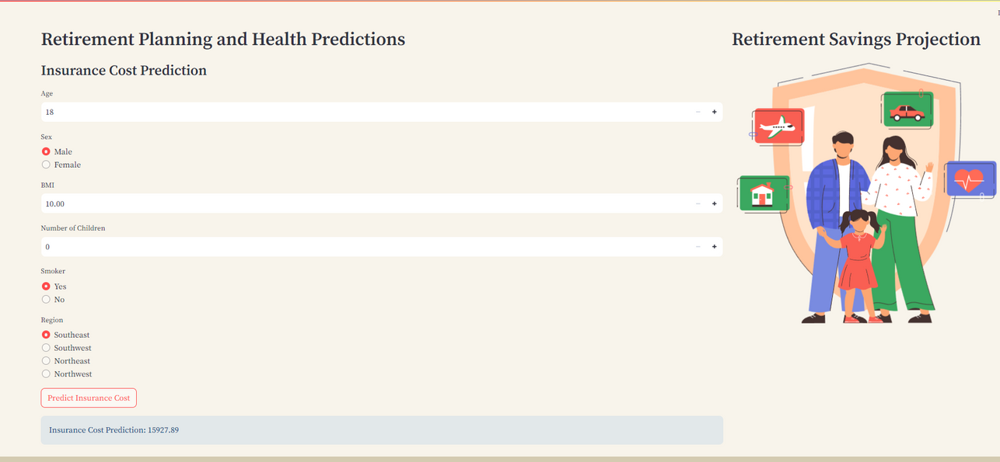 Retirement Planning and Health Predictions
Insurance Cost Prediction
Age
18
Sex
Male
Female
BMI
10.00
Number of Children
0
Smoker
Yes
No
Region
Southeast
Southwest
Northeast
Northwest
Predict Insurance Cost
Insurance Cost Prediction: 15927.89
Retirement Savings Projection